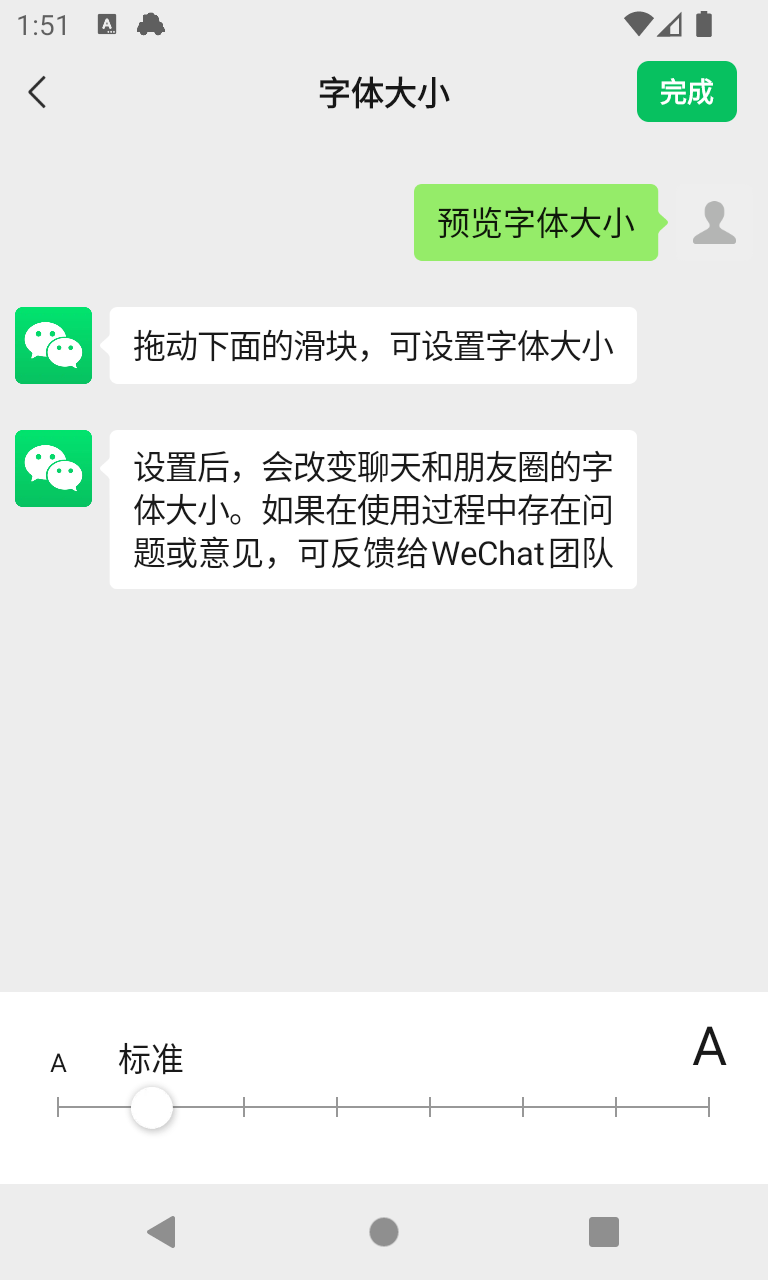 1:51
字体大小
完成
预览字体大小
拖动下面的滑块，可设置字体大小
设置后，会改变聊天和朋友圈的字
体大小。如果在使用过程中存在问
题或意见，可反馈给WeChat团队
A
标准
A